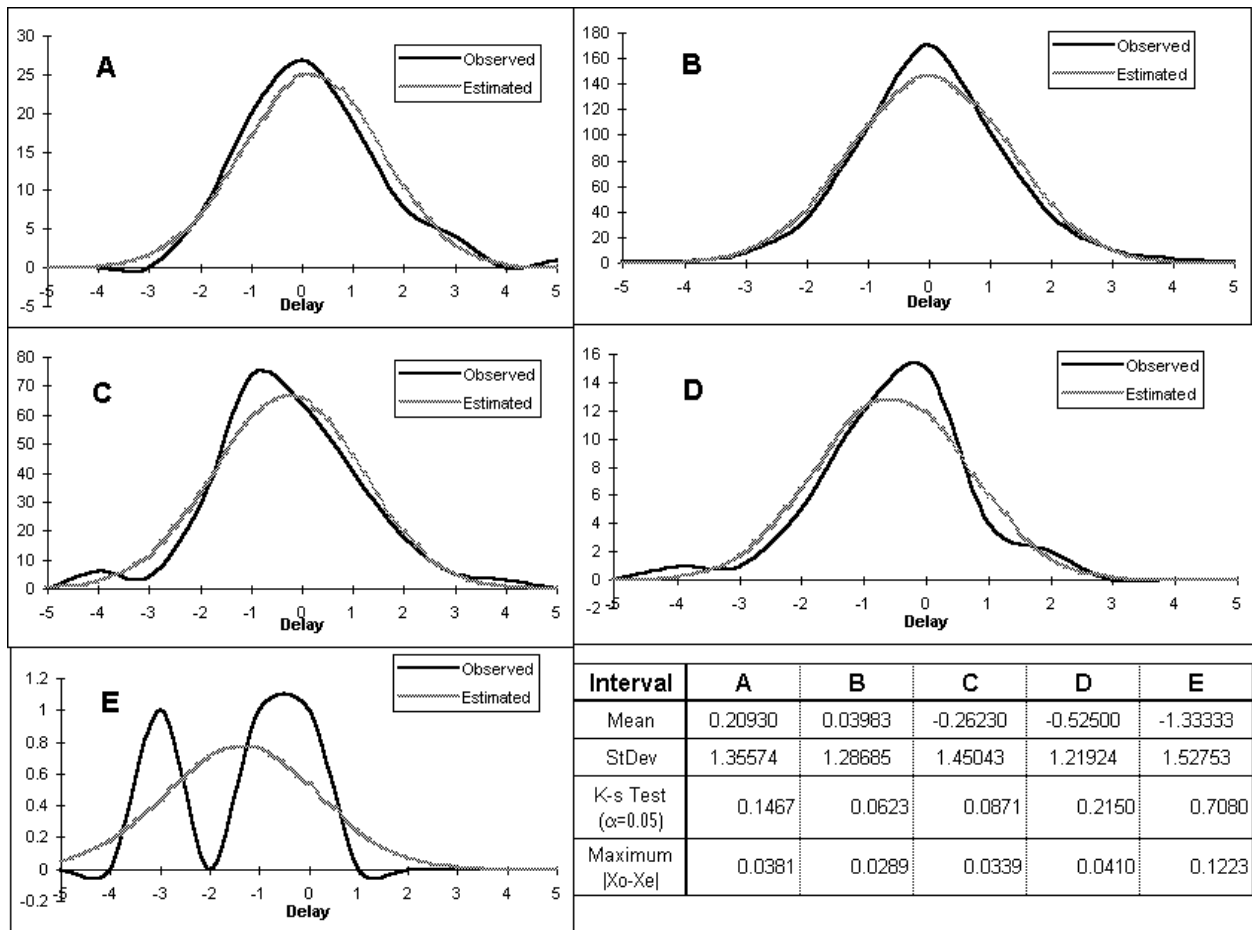 A
Observed
Estimated
30
25
20
15
10
5
0
-5
-5 -4 -3 -2 -1 0 1 2 3 4 5
Delay
B
Observed
Estimated
180
160
140
120
100
80
60
40
20
0
-5 -4 -3 -2 -1 0 1 2 3 4 5
Delay
C
Observed
Estimated
80
70
60
50
40
30
20
10
0
-5 -4 -3 -2 -1 0 1 2 3 4 5
Delay
D
Observed
Estimated
16
14
12
10
8
6
4
2
0
-2
-5 -4 -3 -2 -1 0 1 2 3 4 5
Delay
E
Observed
Estimated
1.2
1
0.8
0.6
0.4
0.2
0
-0.2
-5 -4 -3 -2 -1 0 1 2 3 4 5
Delay
Interval A B C D E
Mean 0.20930 0.03983 -0.26230 -0.52500 -1.33333
StDev 1.35574 1.28685 1.45043 1.21924 1.52753
K-s Test
(α=0.05) 0.1467 0.0623 0.0871 0.2150 0.7080
Maximum
|Xo-Xe| 0.0381 0.0289 0.0339 0.0410 0.1223